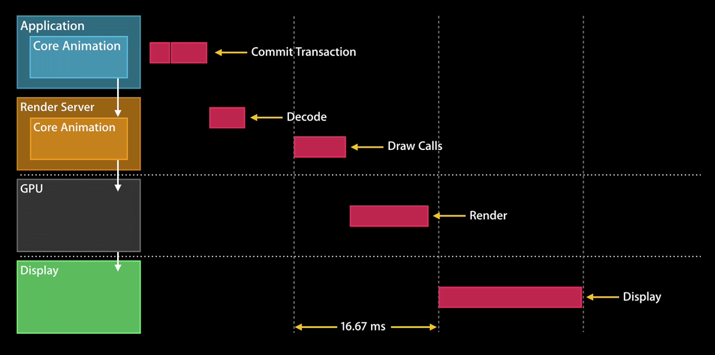 Application
Core Animation
Commit Transaction
Render Server
Core Animation
Decode
Draw Calls
GPU
Render
Display
Display
16.67 ms